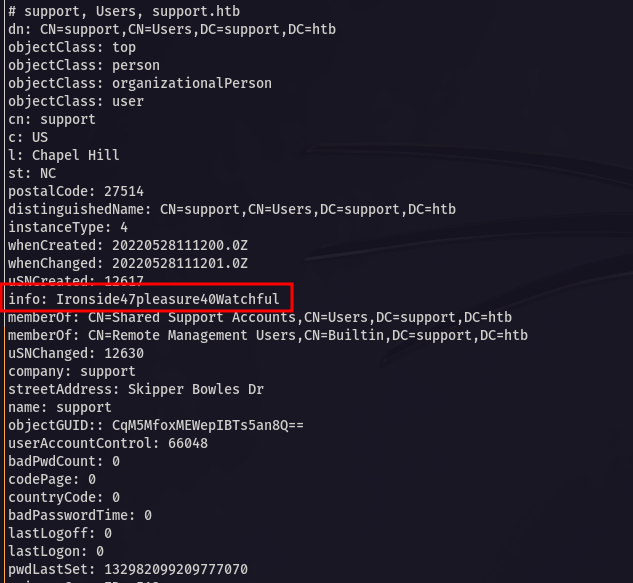 # support, Users, support.htb
dn: CN=support,CN=Users,DC=support,DC=htb
objectClass: top
objectClass: person
objectClass: organizationalPerson
objectClass: user
cn: support
c: US
l: Chapel Hill
st: NC
postalCode: 27514
distinguishedName: CN=support,CN=Users,DC=support,DC=htb
instanceType: 4
whenCreated: 20220528111200.0Z
whenChanged: 20220528111201.0Z
uSNCreated: 12617
info: Ironside47pleasure40Watchful
memberOf: CN=Shared Support Accounts,CN=Users,DC=support,DC=htb
memberOf: CN=Remote Management Users,CN=Builtin,DC=support,DC=htb
uSNChanged: 12630
company: support
streetAddress: Skipper Bowles Dr
name: support
objectGUID:: CqM5MfoxMEWepIBTs5an8Q==
userAccountControl: 66048
badPwdCount: 0
codePage: 0
countryCode: 0
badPasswordTime: 0
lastLogoff: 0
lastLogon: 0
pwdLastSet: 132982099209777070